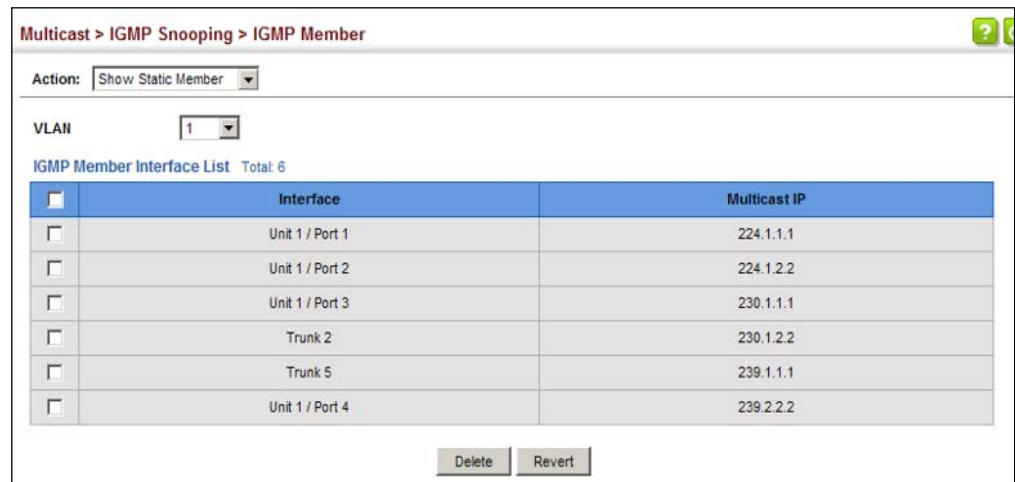 Multicast > IGMP Snooping > IGMP Member
?
Action: Show Static Member
VLAN 1
IGMP Member Interface List Total: 6
Interface Multicast IP
Unit 1 / Port 1 224.1.1.1
Unit 1 / Port 2 224.1.2.2
Unit 1 / Port 3 230.1.1.1
Trunk 2 230.1.2.2
Trunk 5 239.1.1.1
Unit 1 / Port 4 239.2.2.2
Delete Revert